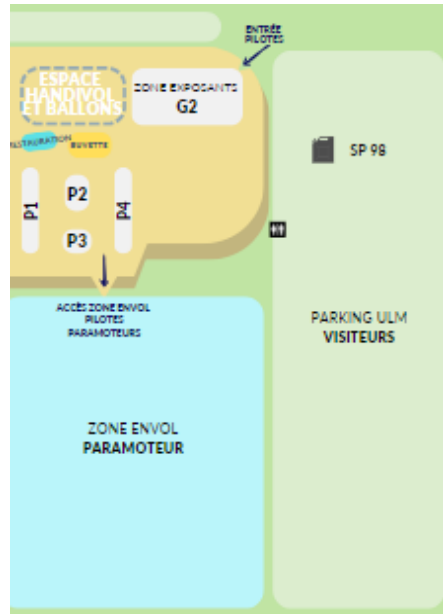 ENTRÉE
PILOTES
ESPACE
HANDIVOL
ET BALLONS
ZONE EXPOSANTS
G2
BUVETTE
SP 98
P1
P2
P3
P4
ACCÈS ZONE ENVOL
PILOTES
PARAMOTEURS
PARKING ULM
VISITEURS
ZONE ENVOL
PARAMOTEUR